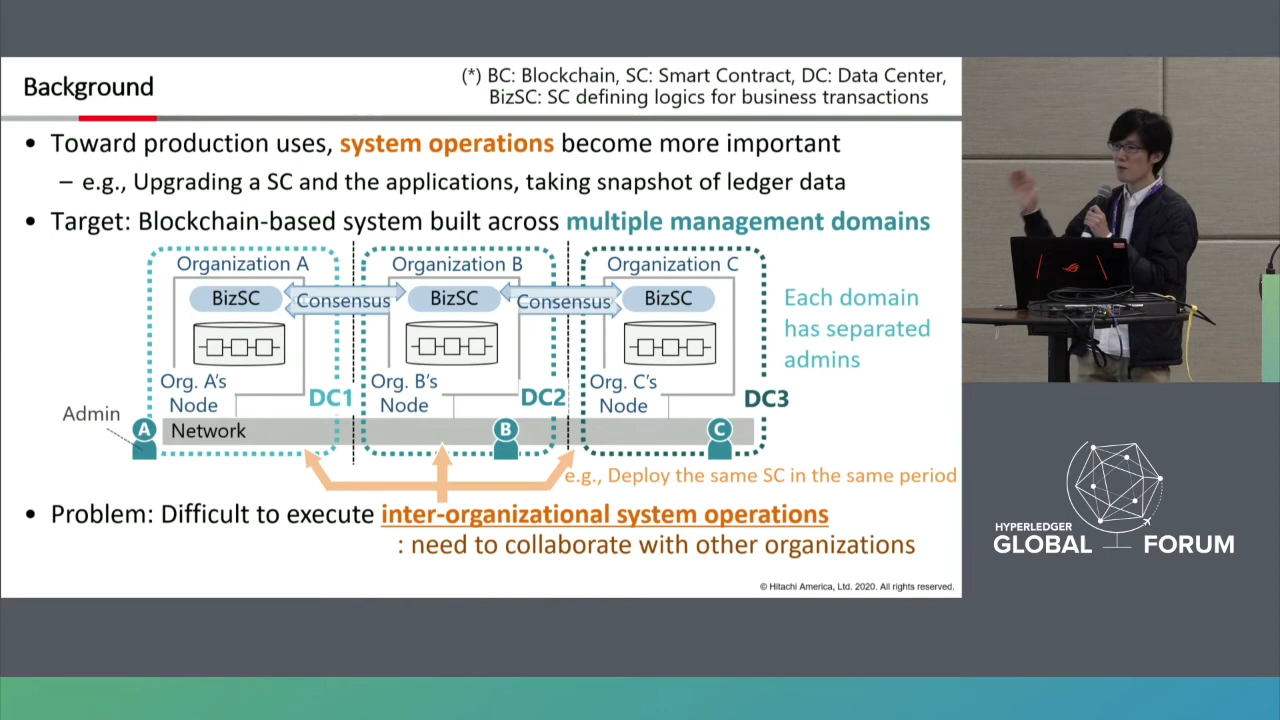 Background
(*) BC: Blockchain, SC: Smart Contract, DC: Data Center,
BizSC: SC defining logics for business transactions
• Toward production uses, system operations become more important
– e.g., Upgrading a SC and the applications, taking snapshot of ledger data
• Target: Blockchain-based system built across multiple management domains
Organization A
Organization B
Organization C
BizSC
Consensus
BizSC
Consensus
BizSC
Each domain
has separated
admins
Org. A's
Node
DC1
Org. B's
Node
DC2
Org. C's
Node
DC3
Admin
A
Network
B
C
e.g., Deploy the same SC in the same period
• Problem: Difficult to execute inter-organizational system operations
: need to collaborate with other organizations
© Hitachi America, Ltd. 2020. All rights reserved.
HYPERLEDGER
GLOBAL FORUM